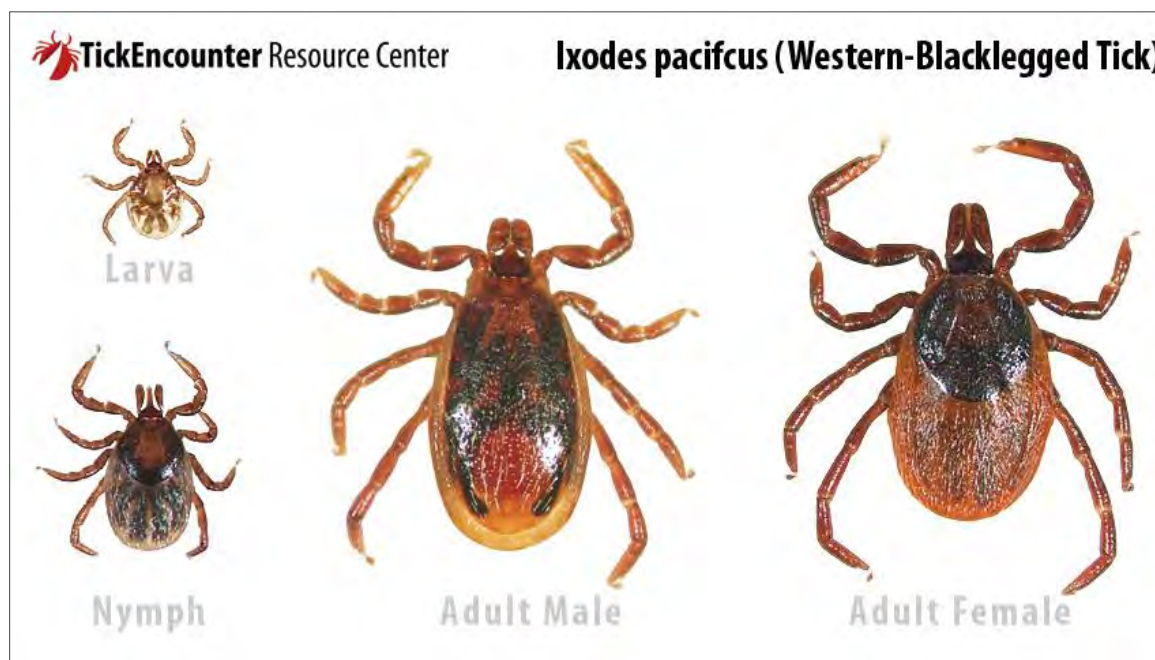 TickEncounter Resource Center
Ixodes pacifcus (Western-Blacklegged Tick)
Larva
Nymph
Adult Male
Adult Female